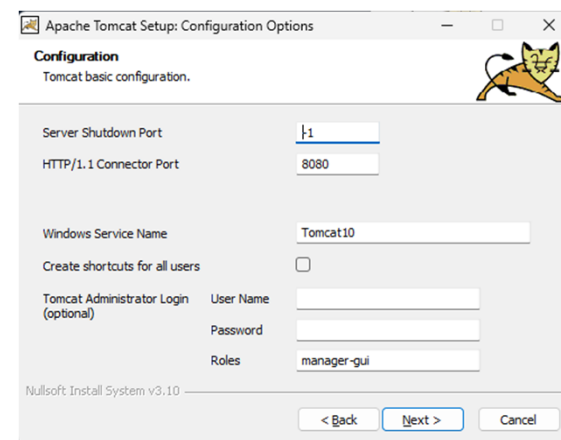 Apache Tomcat Setup: Configuration Options
Configuration
Tomcat basic configuration.
Server Shutdown Port -1
HTTP/1.1 Connector Port 8080
Windows Service Name Tomcat10
Create shortcuts for all users
Tomcat Administrator Login User Name
(optional)
Password
Roles manager-gui
Nullsoft Install System v3.10
< Back Next > Cancel